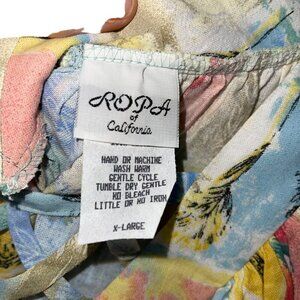 ROPA
of
California
HAND OR MACHINE
WASH WARM
GENTLE CYCLE
TUMBLE DRY GENTLE
NO BLEACH
LITTLE OR NO IRON
X-LARGE